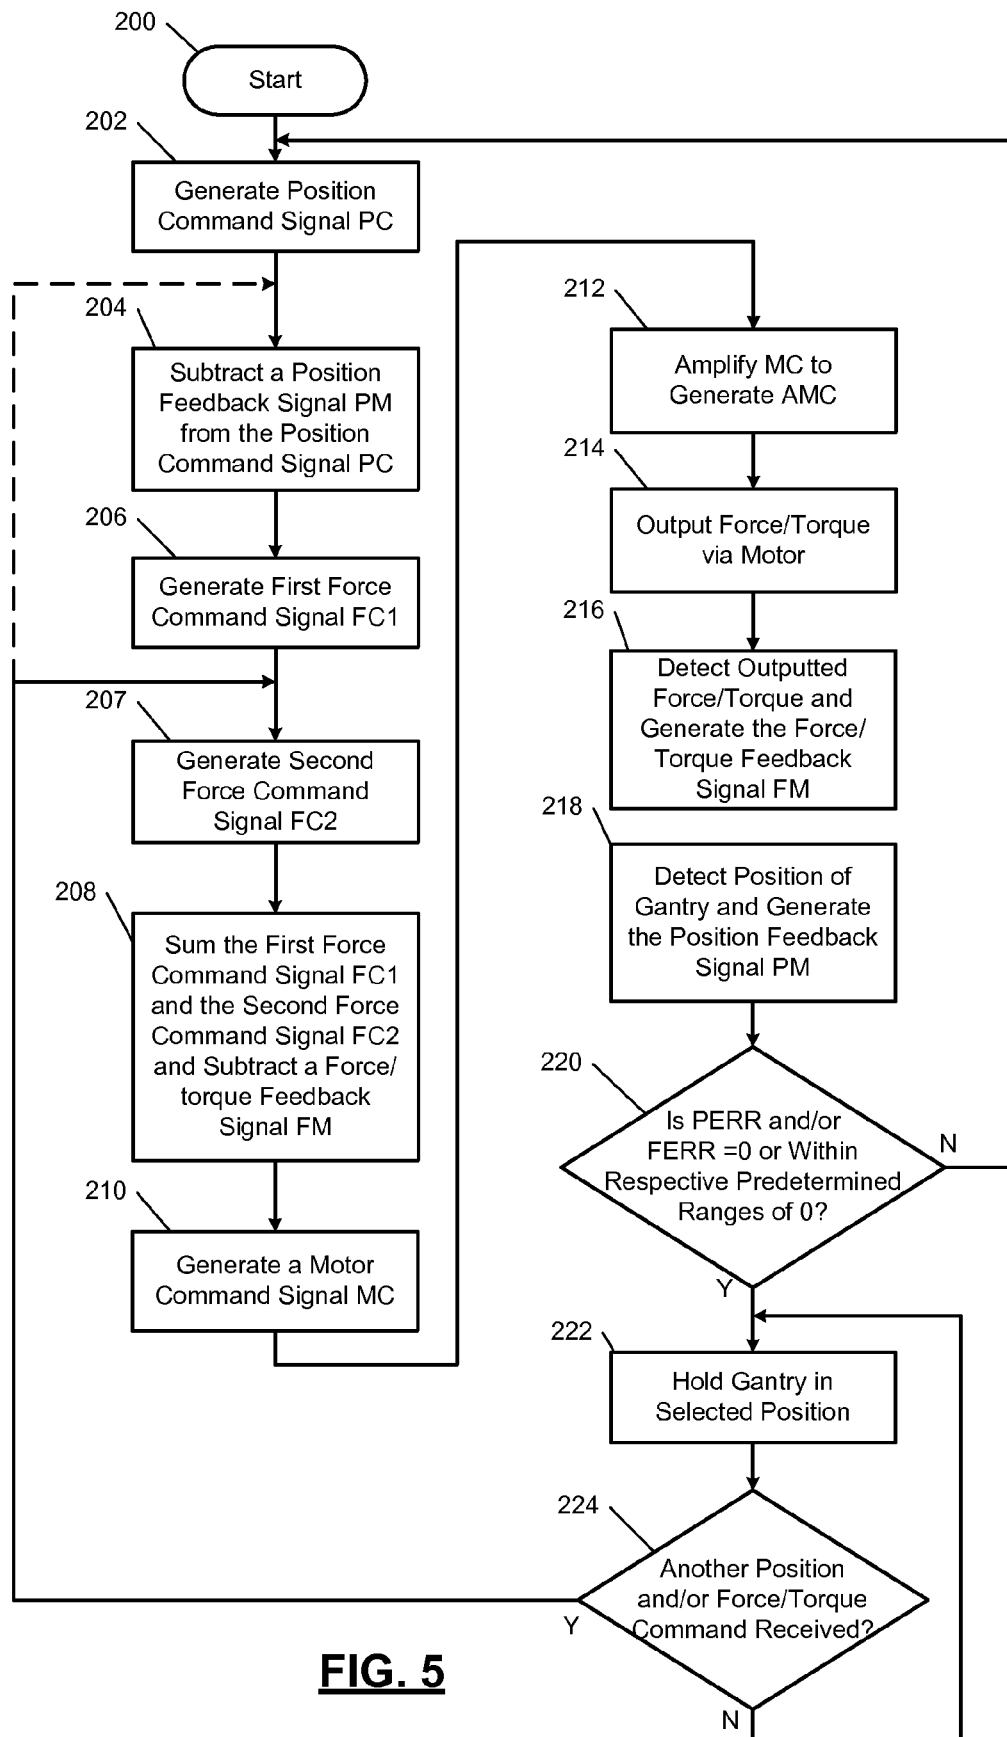 200
Start
202
Generate Position
Command Signal PC
204
Subtract a Position
Feedback Signal PM
from the Position
Command Signal PC
206
Generate First Force
Command Signal FC1
207
Generate Second
Force Command
Signal FC2
208
Sum the First Force
Command Signal FC1
and the Second Force
Command Signal FC2
and Subtract a Force/
torque Feedback
Signal FM
210
Generate a Motor
Command Signal MC
212
Amplify MC to
Generate AMC
214
Output Force/Torque
via Motor
216
Detect Outputted
Force/Torque and
Generate the Force/
Torque Feedback
Signal FM
218
Detect Position of
Gantry and Generate
the Position Feedback
Signal PM
220
Is PERR and/or
FERR =0 or Within
Respective Predetermined
Ranges of 0?
N
Y
222
Hold Gantry in
Selected Position
224
Another Position
and/or Force/Torque
Command Received?
Y
N
FIG. 5